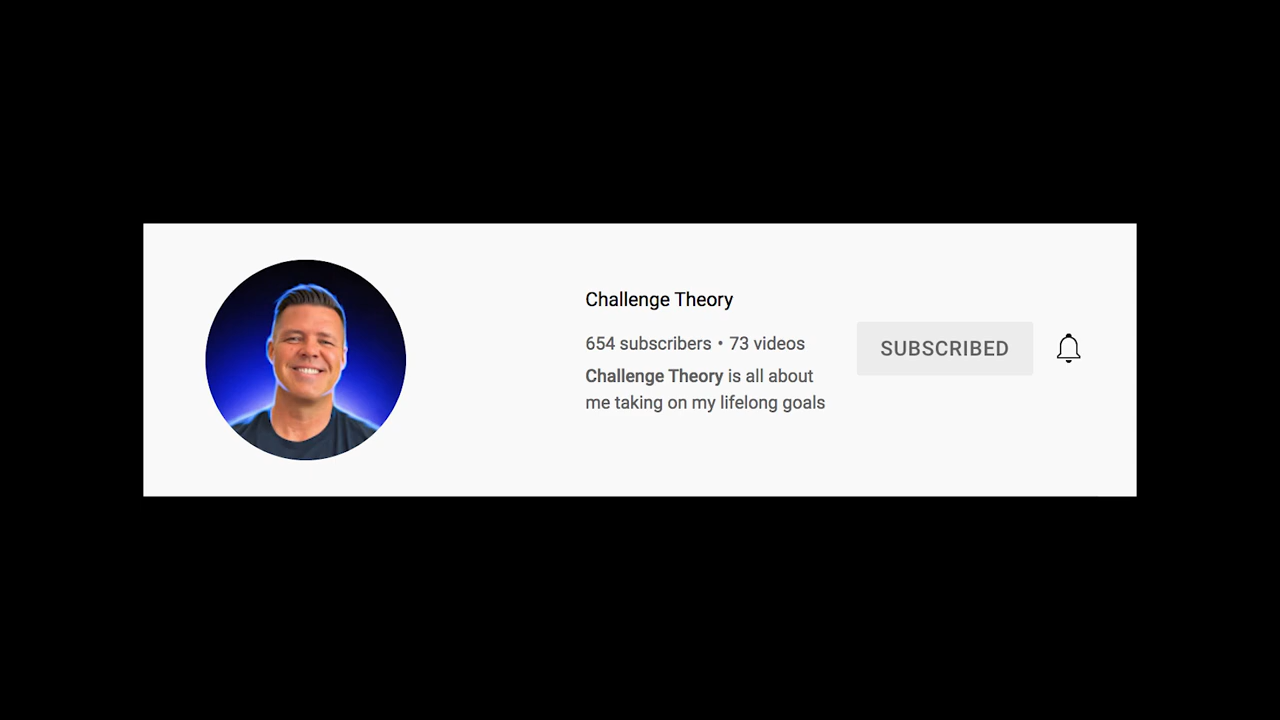 Challenge Theory
654 subscribers • 73 videos
SUBSCRIBED
Challenge Theory is all about
me taking on my lifelong goals